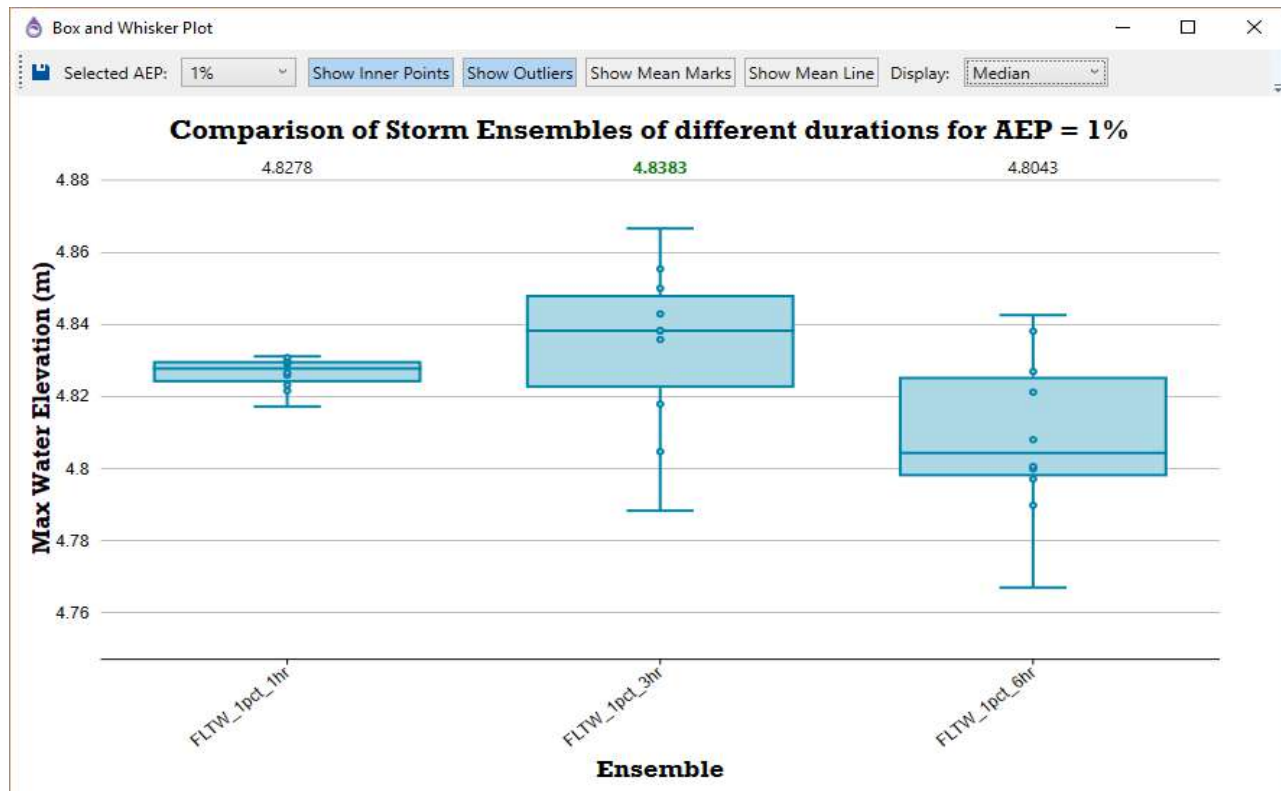 Box and Whisker Plot
Selected AEP: 1% Show Inner Points Show Outliers Show Mean Marks Show Mean Line Display: Median
Comparison of Storm Ensembles of different durations for AEP = 1%
4.8278 4.8383 4.8043
4.88
4.86
4.84
4.82
4.8
4.78
4.76
Max Water Elevation (m)
FLTW_1pct_1hr FLTW_1pct_3hr FLTW_1pct_6hr
Ensemble